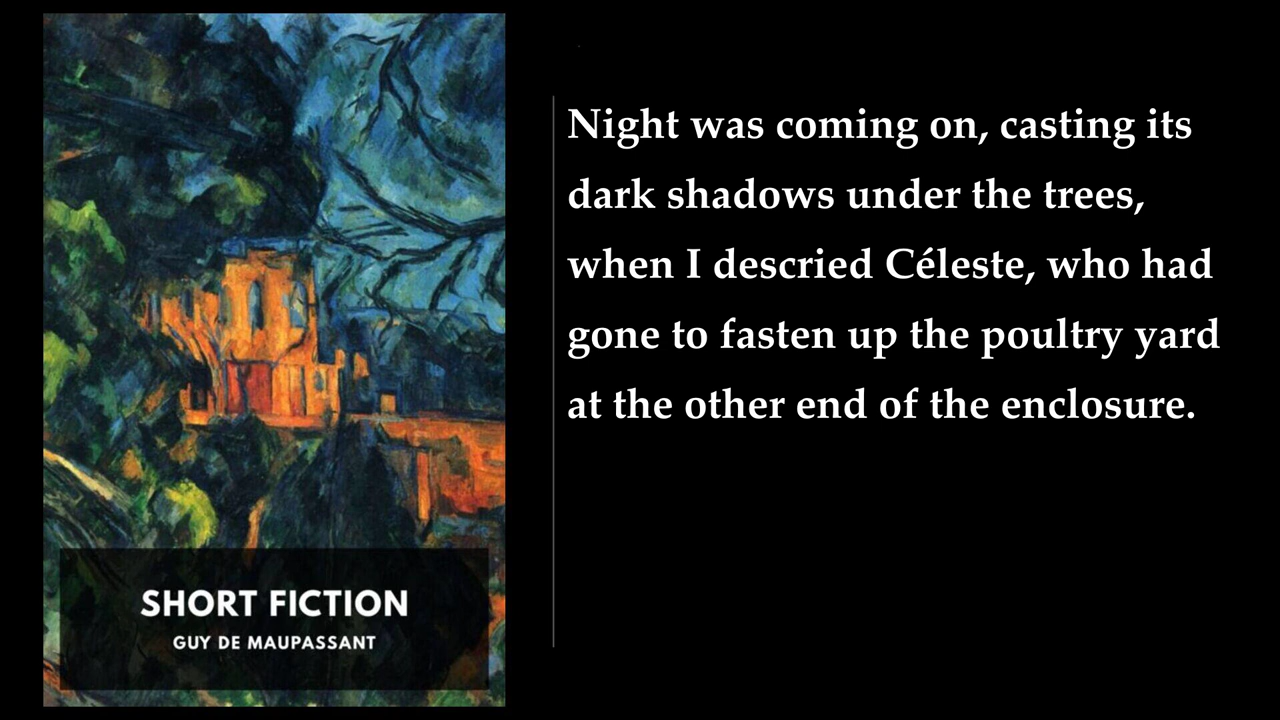 Night was coming on, casting its
dark shadows under the trees,
when I descried Céleste, who had
gone to fasten up the poultry yard
at the other end of the enclosure.
SHORT FICTION
GUY DE MAUPASSANT